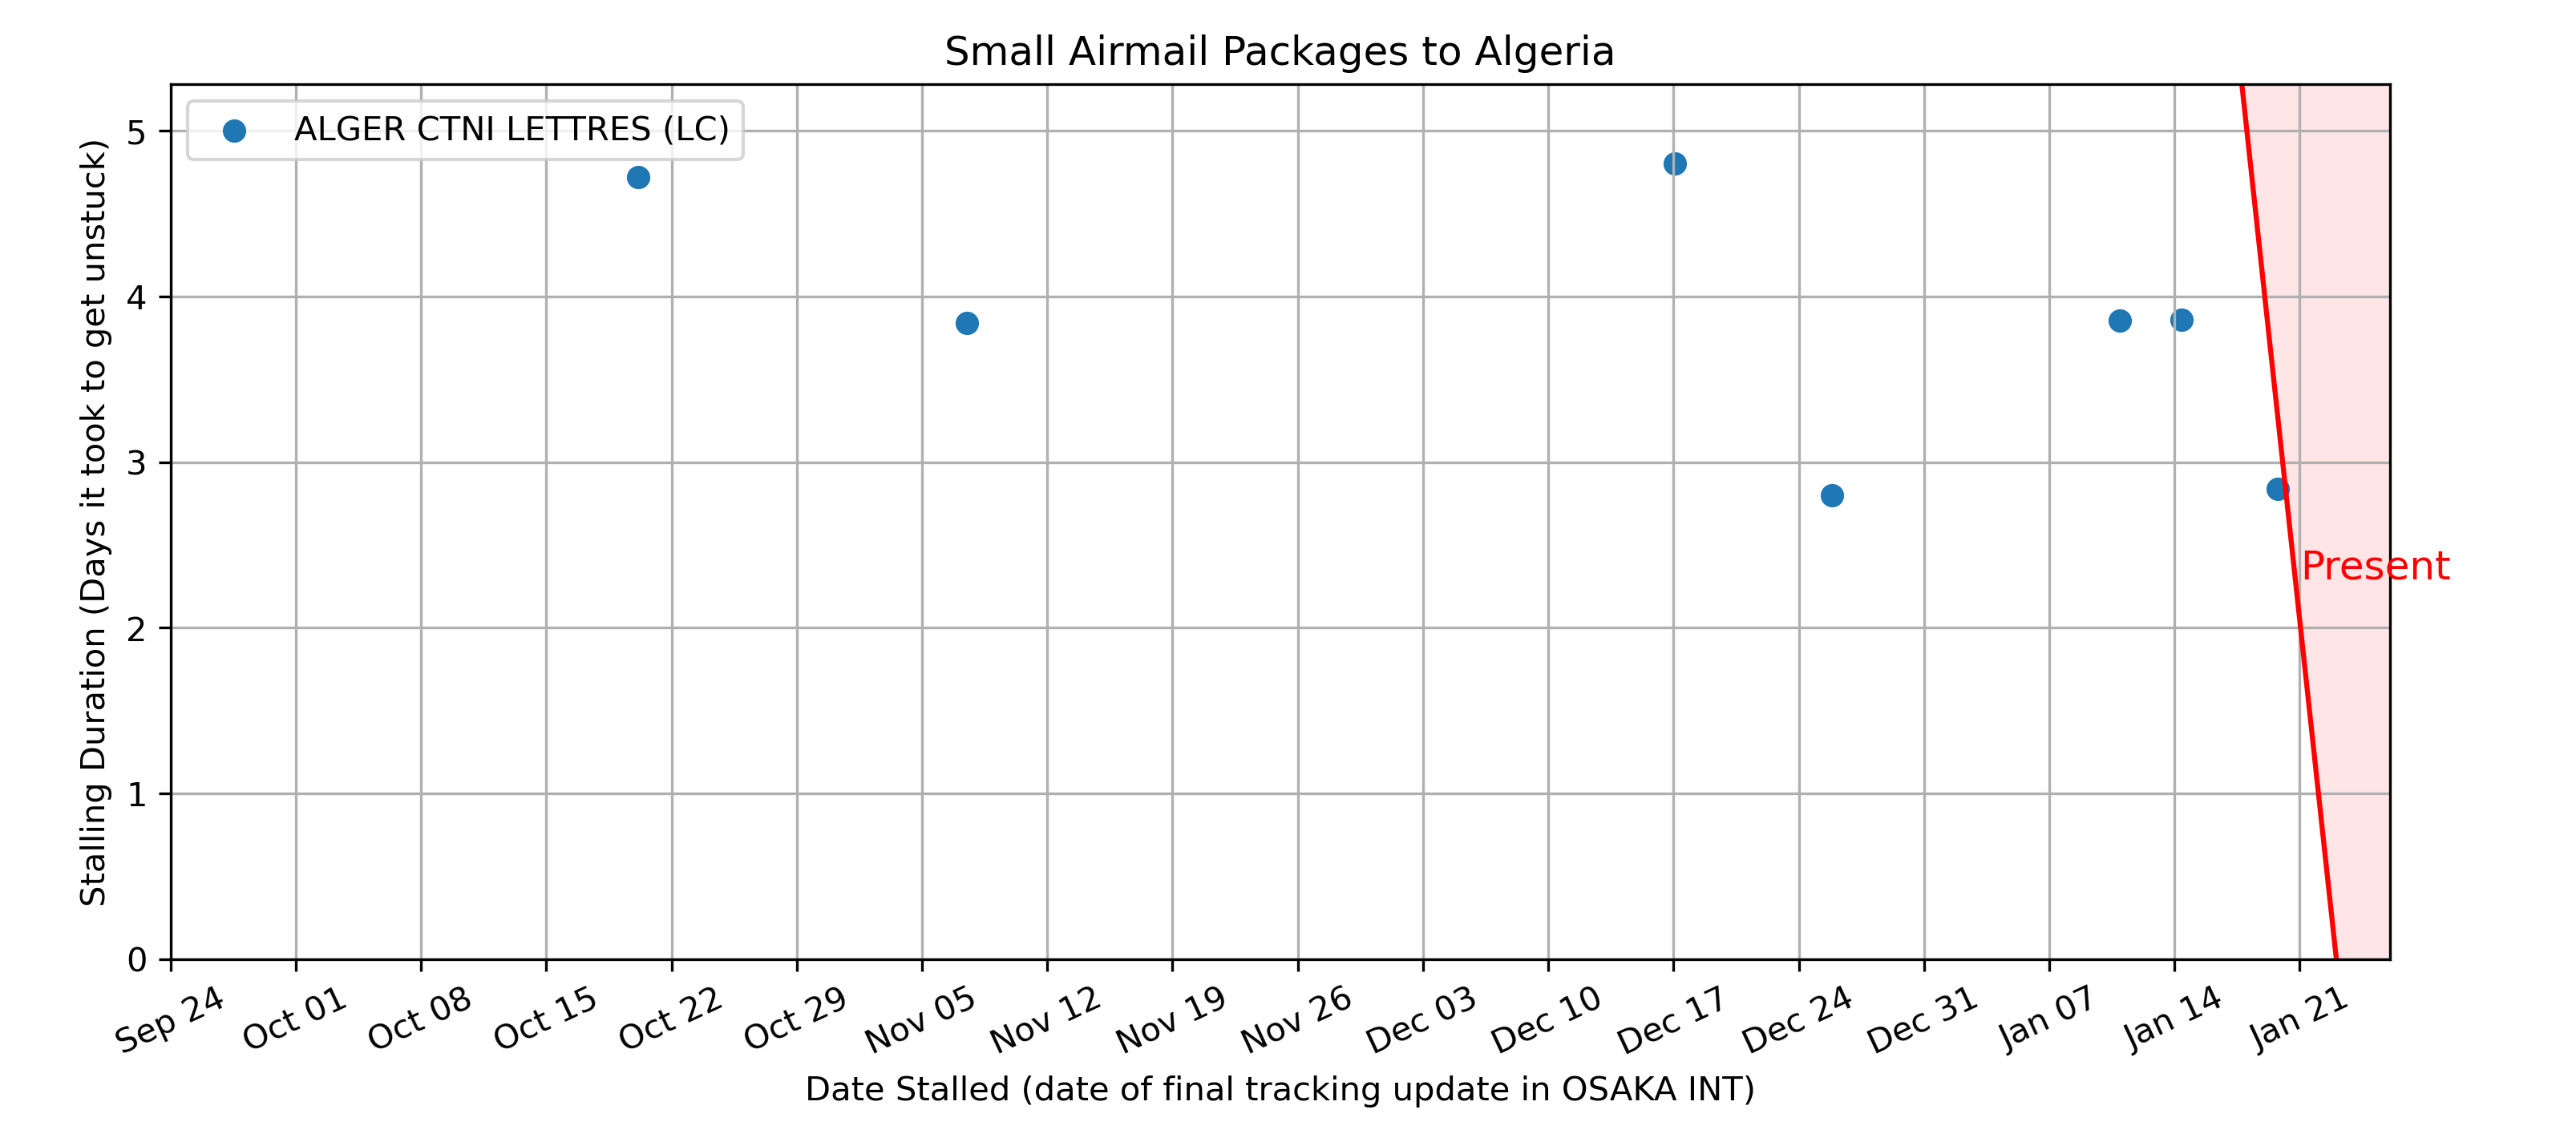 Small Airmail Packages to Algeria
ALGER CTNI LETTRES (LC)
Stalling Duration (Days it took to get unstuck)
5
4
3
2
1
0
Present
Sep 24
Oct 01
Oct 08
Oct 15
Oct 22
Oct 29
Nov 05
Nov 12
Nov 19
Nov 26
Dec 03
Dec 10
Dec 17
Dec 24
Dec 31
Jan 07
Jan 14
Jan 21
Date Stalled (date of final tracking update in OSAKA INT)